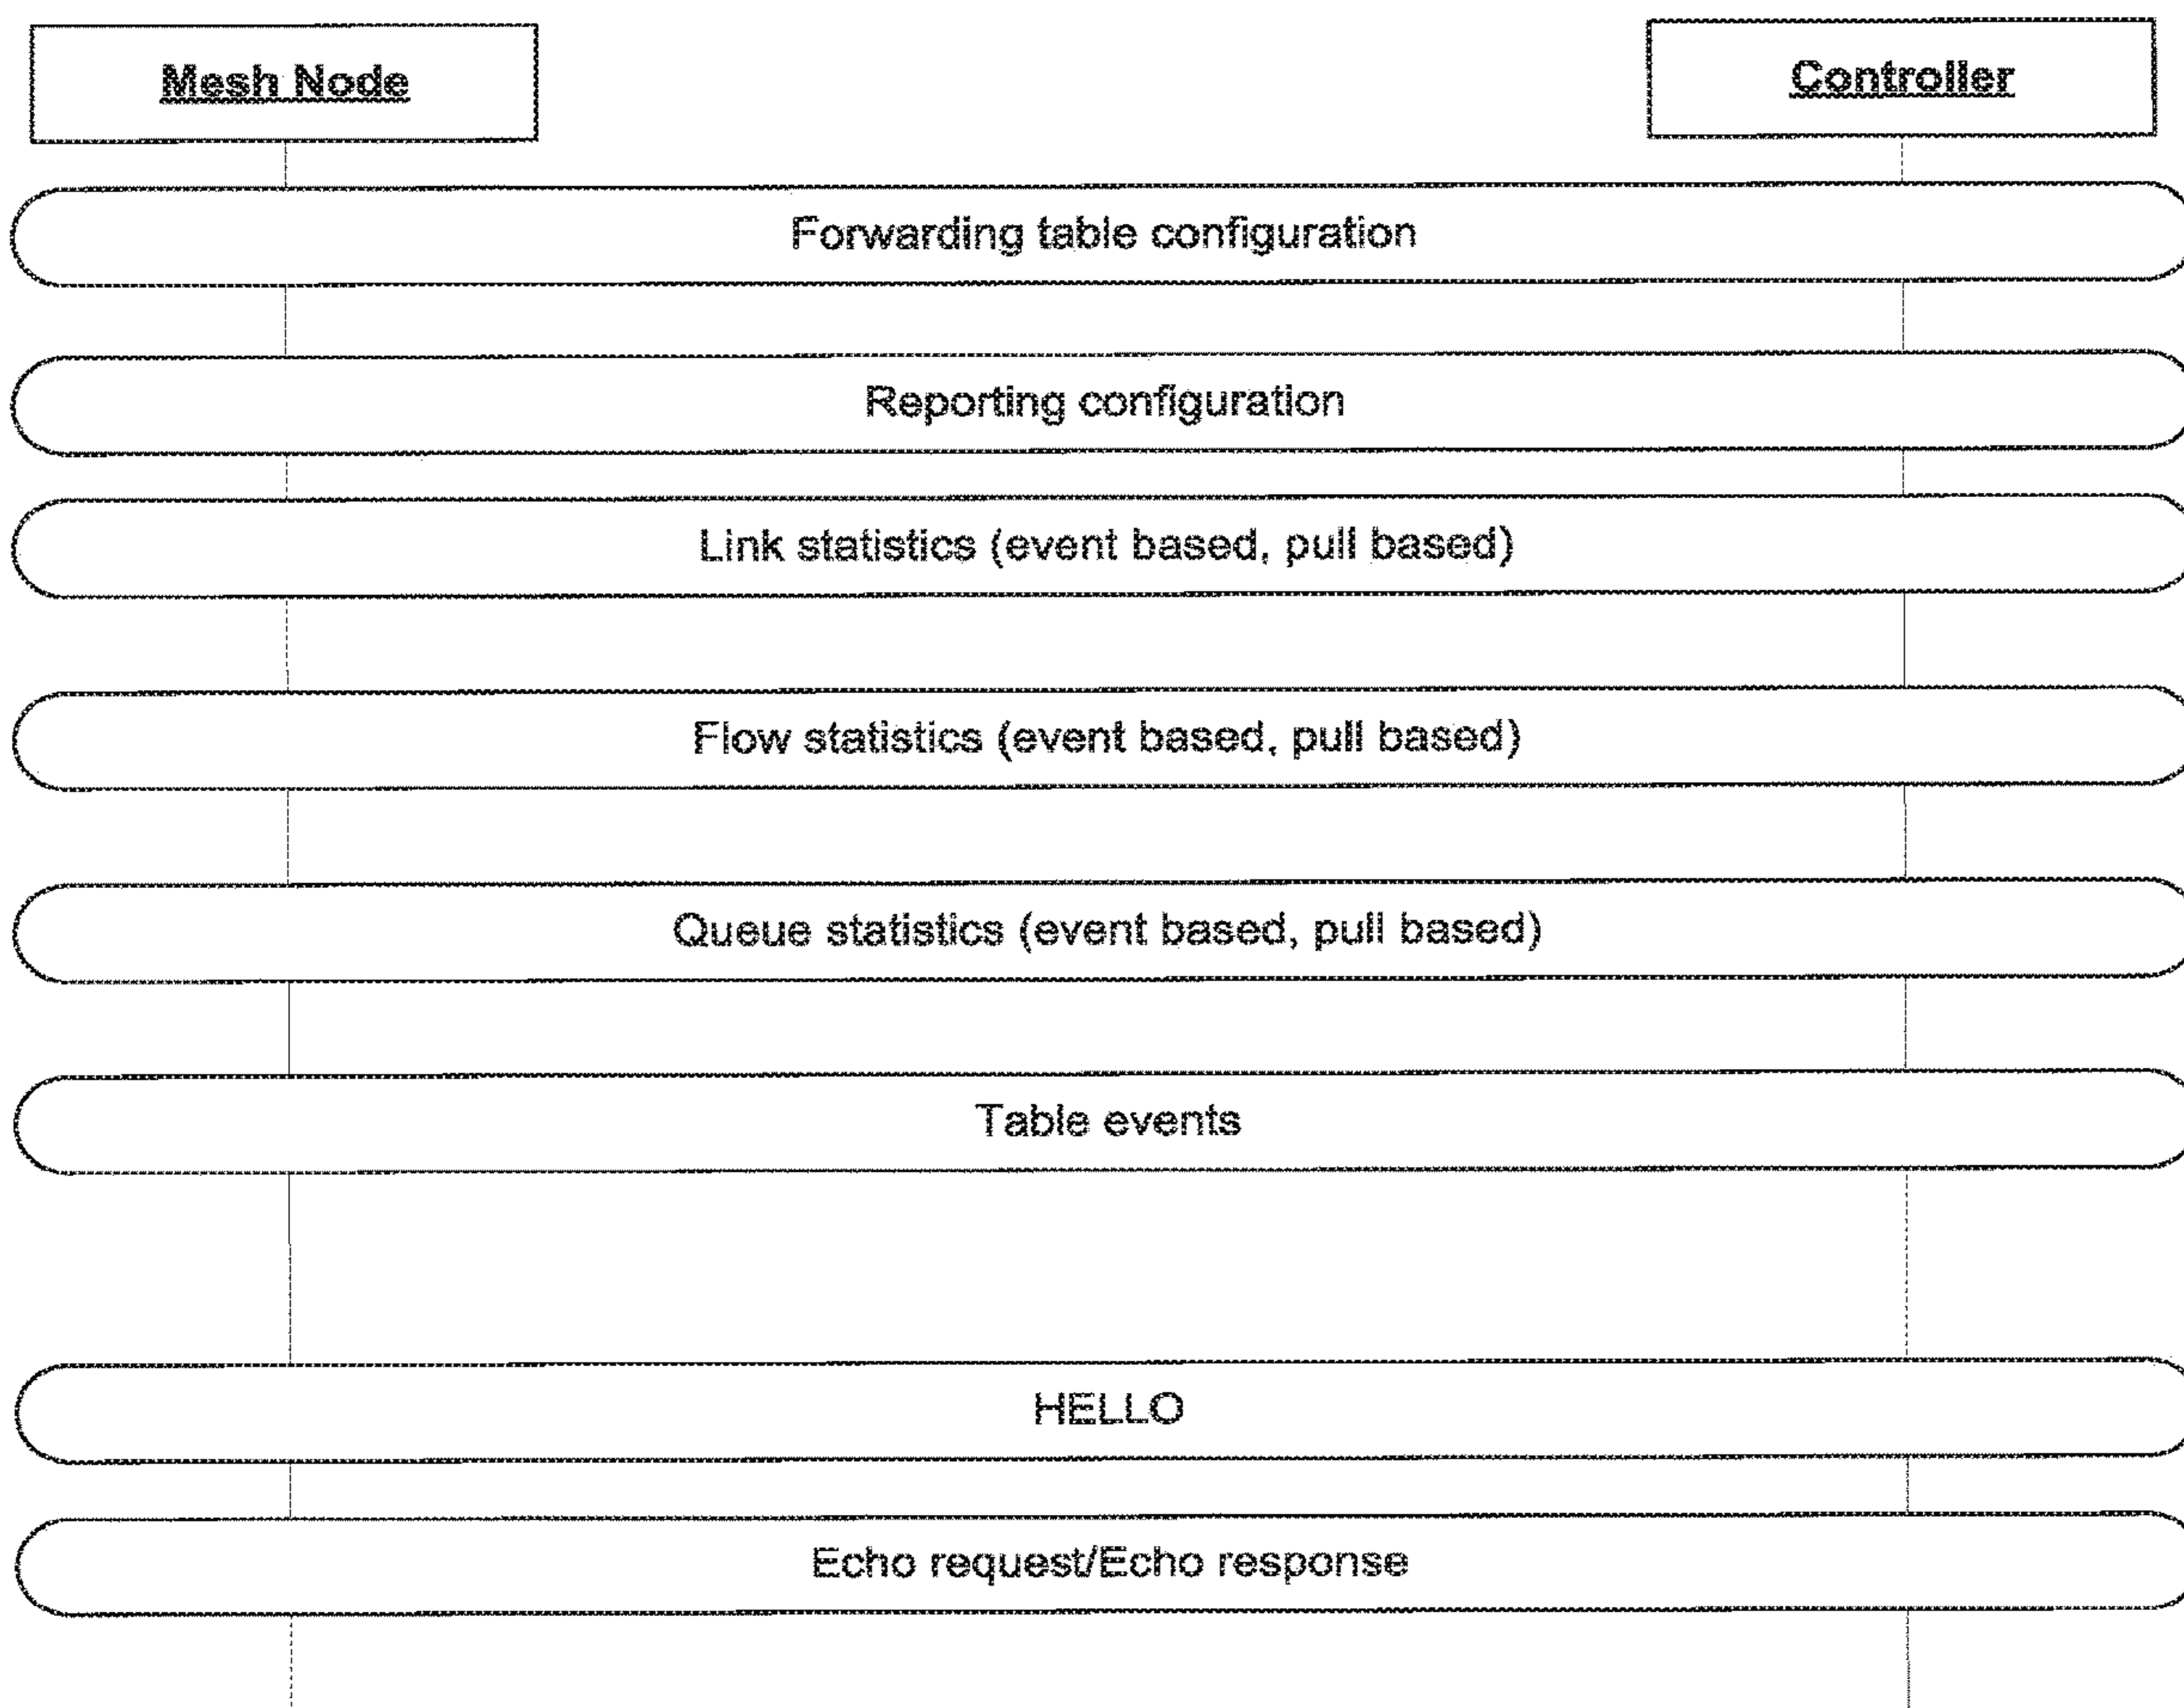 Mesh Node
Controller
Forwarding table configuration
Reporting configuration
Link statistics (event based, pull based)
Flow statistics (event based, pull based)
Queue statistics (event based, pull based)
Table events
HELLO
Echo request/Echo response